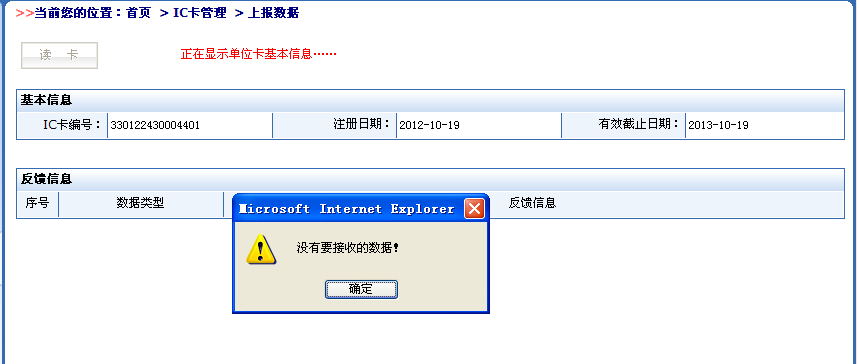 >>当前您的位置：首页 > IC卡管理 > 上报数据
读 卡 正在显示单位卡基本信息……
基本信息
IC卡编号： 330122430004401 注册日期： 2012-10-19 有效截止日期： 2013-10-19
反馈信息
序号 数据类型 反馈信息
Microsoft Internet Explorer
没有要接收的数据!
确定